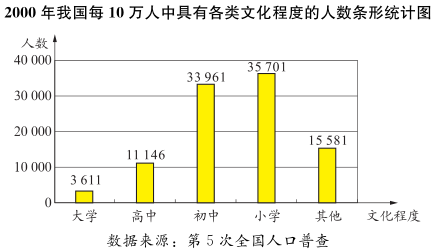 2000 年我国每 10 万人中具有各类文化程度的人数条形统计图
人数
40 000
30 000
20 000
10 000
0
3 611
11 146
33 961
35 701
15 581
大学 高中 初中 小学 其他 文化程度
数据来源：第 5 次全国人口普查